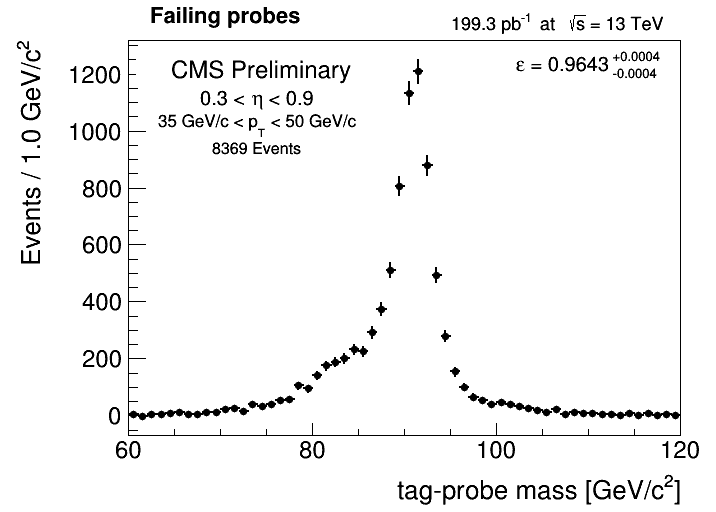 Failing probes
199.3 pb⁻¹ at √s = 13 TeV
CMS Preliminary
0.3 < η < 0.9
35 GeV/c < p_T < 50 GeV/c
8369 Events
ε = 0.9643 +0.0004 -0.0004
Events / 1.0 GeV/c²
1200
1000
800
600
400
200
0
60 80 100 120
tag-probe mass [GeV/c²]